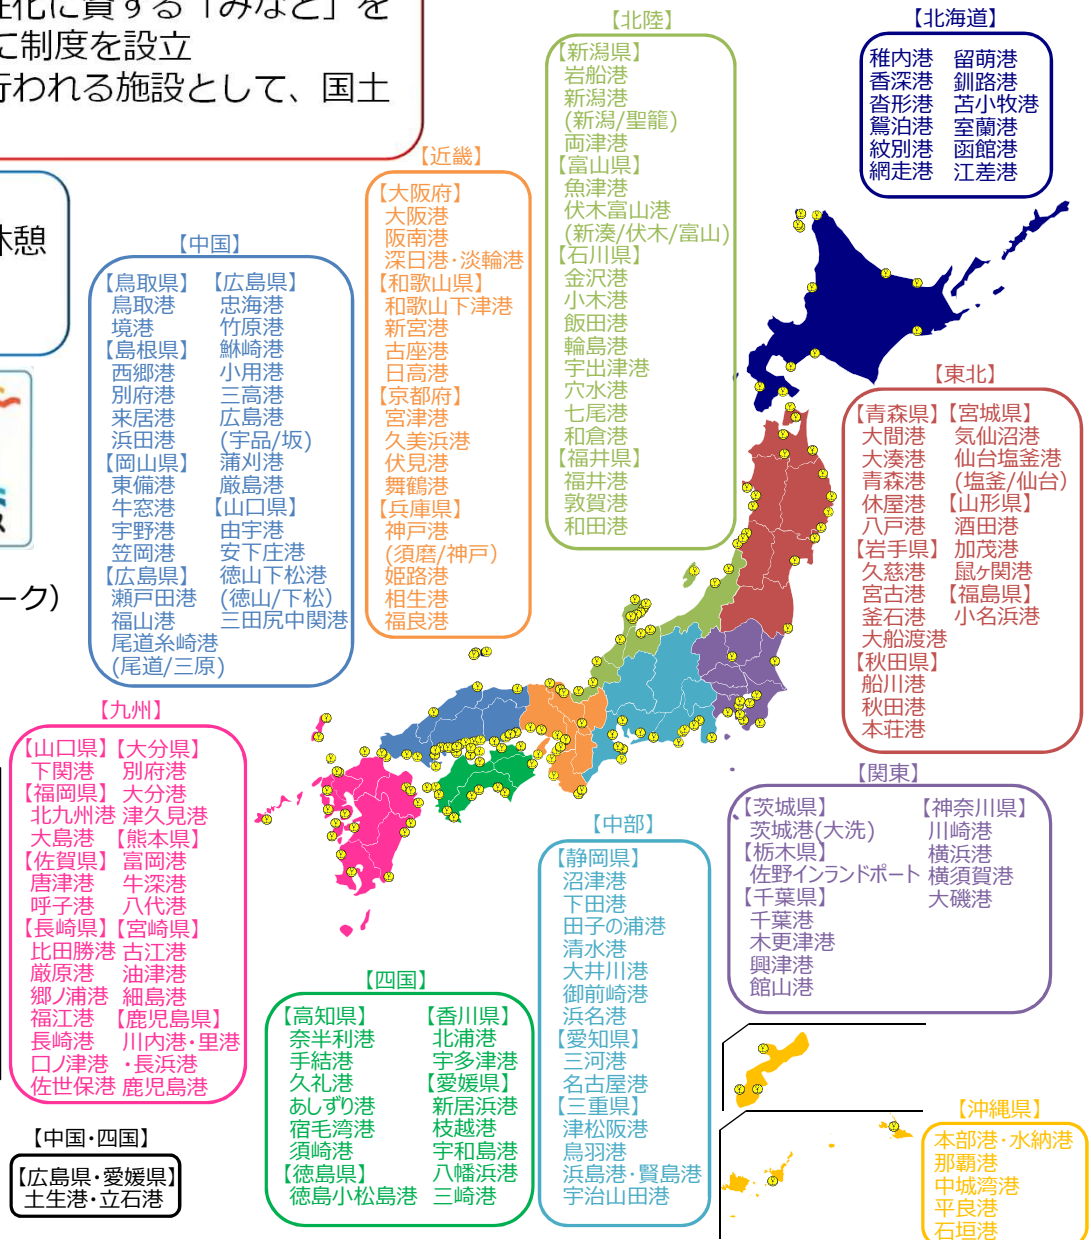 性化に資する「みなと」を
に制度を設立
行われる施設として、国土
休憩
ーク)
【北海道】
稚内港 留萌港
香深港 釧路港
沓形港 苫小牧港
鴛泊港 室蘭港
紋別港 函館港
網走港 江差港
【北陸】
【新潟県】
岩船港
新潟港
(新潟/聖籠)
両津港
【富山県】
魚津港
伏木富山港
(新湊/伏木/富山)
【石川県】
金沢港
小木港
飯田港
輪島港
宇出津港
穴水港
七尾港
和倉港
【福井県】
福井港
敦賀港
和田港
【近畿】
【大阪府】
大阪港
阪南港
深日港・淡輪港
【和歌山県】
和歌山下津港
新宮港
古座港
日高港
【京都府】
宮津港
久美浜港
伏見港
舞鶴港
【兵庫県】
神戸港
(須磨/神戸)
姫路港
相生港
福良港
【中国】
【鳥取県】
鳥取港
境港
【島根県】
西郷港
別府港
来居港
浜田港
【岡山県】
東備港
牛窓港
宇野港
笠岡港
【広島県】
瀬戸田港
福山港
尾道糸崎港
(尾道/三原)
【広島県】
忠海港
竹原港
鮴崎港
小用港
三高港
広島港
(宇品/坂)
蒲刈港
厳島港
【山口県】
由宇港
安下庄港
徳山下松港
(徳山/下松)
三田尻中関港
【東北】
【青森県】
大間港
大湊港
青森港
休屋港
八戸港
【岩手県】
久慈港
宮古港
釜石港
大船渡港
【秋田県】
船川港
秋田港
本荘港
【宮城県】
気仙沼港
仙台塩釜港
(塩釜/仙台)
【山形県】
酒田港
加茂港
鼠ヶ関港
【福島県】
小名浜港
【九州】
【山口県】
下関港
【福岡県】
北九州港
大島港
【佐賀県】
唐津港
呼子港
【長崎県】
比田勝港
厳原港
郷ノ浦港
福江港
長崎港
口ノ津港
佐世保港
【大分県】
別府港
大分港
津久見港
【熊本県】
富岡港
牛深港
八代港
【宮崎県】
古江港
油津港
細島港
【鹿児島県】
川内港・里港
・長浜港
鹿児島港
【関東】
【茨城県】
茨城港(大洗)
【栃木県】
佐野インランドポート
【千葉県】
千葉港
木更津港
興津港
館山港
【神奈川県】
川崎港
横浜港
横須賀港
大磯港
【中部】
【静岡県】
沼津港
下田港
田子の浦港
清水港
大井川港
御前崎港
浜名港
【愛知県】
三河港
名古屋港
【三重県】
津松阪港
鳥羽港
浜島港・賢島港
宇治山田港
【四国】
【高知県】
奈半利港
手結港
久礼港
あしずり港
宿毛湾港
須崎港
【徳島県】
徳島小松島港
【香川県】
北浦港
宇多津港
【愛媛県】
新居浜港
枝越港
宇和島港
八幡浜港
三崎港
【中国・四国】
【広島県・愛媛県】
土生港・立石港
【沖縄県】
本部港・水納港
那覇港
中城湾港
平良港
石垣港